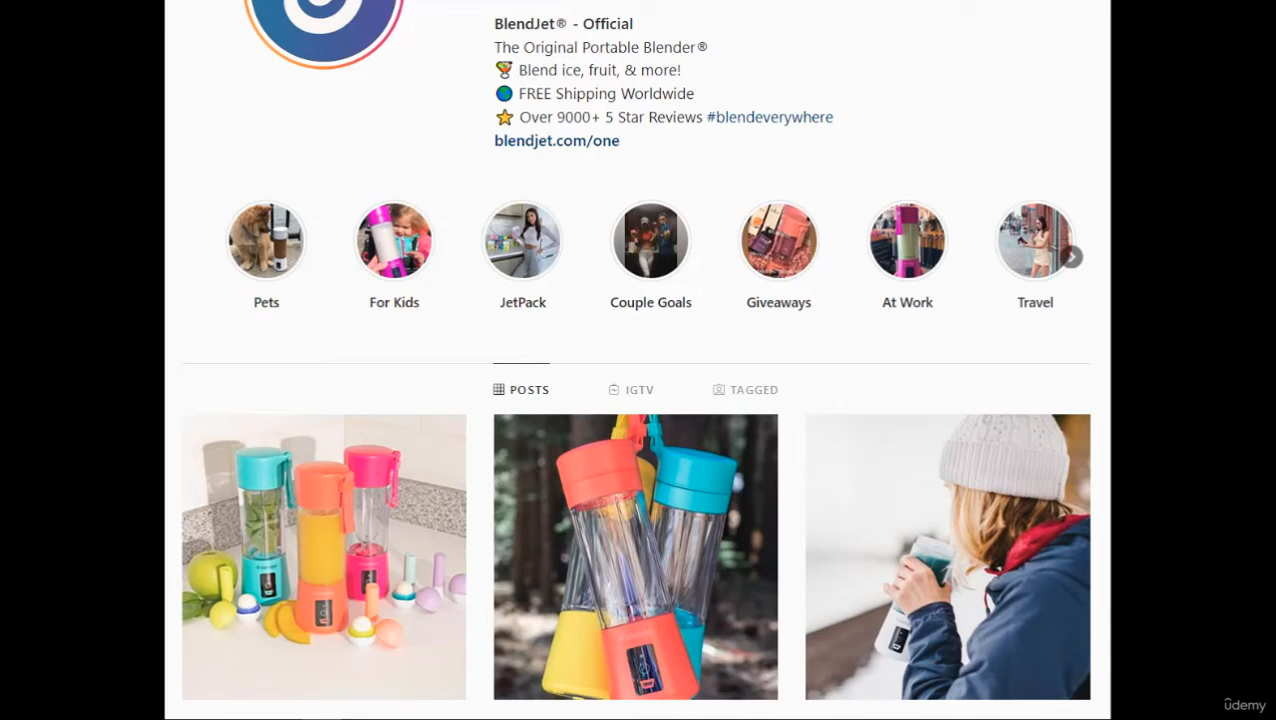 BlendJet® - Official
The Original Portable Blender®
🍹 Blend ice, fruit, & more!
🌎 FREE Shipping Worldwide
⭐ Over 9000+ 5 Star Reviews #blendeverywhere
blendjet.com/one
Pets
For Kids
JetPack
Couple Goals
Giveaways
At Work
Travel
POSTS
IGTV
TAGGED
ûdemy